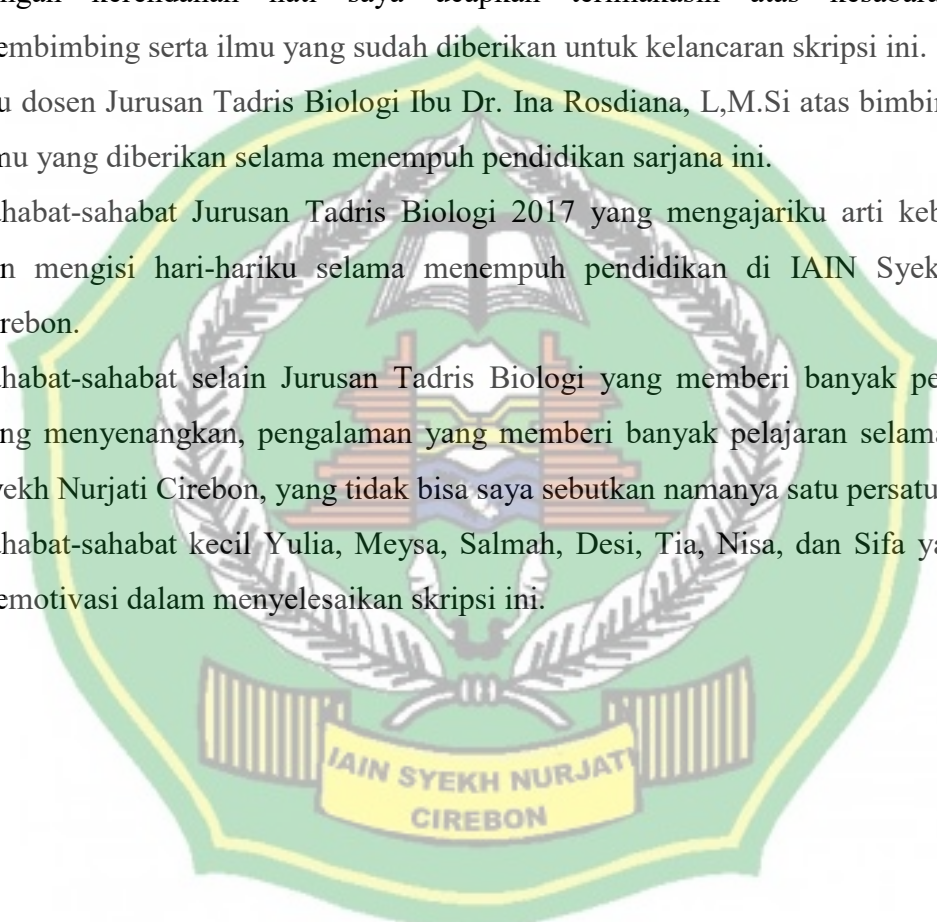 ngan kerendahan hati saya ucapkan terimakasih atas
embimbing serta ilmu yang sudah diberikan untuk kelancaran skripsi ini.
u dosen Jurusan Tadris Biologi Ibu Dr. Ina Rosdiana, L,M.Si atas bimbin
mu yang diberikan selama menempuh pendidikan sarjana ini.
habat-sahabat Jurusan Tadris Biologi 2017 yang mengajariku arti keb
n mengisi hari-hariku selama menempuh pendidikan di IAIN Syek
rebon.
habat-sahabat selain Jurusan Tadris Biologi yang memberi banyak pe
ng menyenangkan, pengalaman yang memberi banyak pelajaran selama
yekh Nurjati Cirebon, yang tidak bisa saya sebutkan namanya satu persatu
habat-sahabat kecil Yulia, Meysa, Salmah, Desi, Tia, Nisa, dan Sifa ya
emotivasi dalam menyelesaikan skripsi ini.
IAIN SYEKH NURJATI
CIREBON